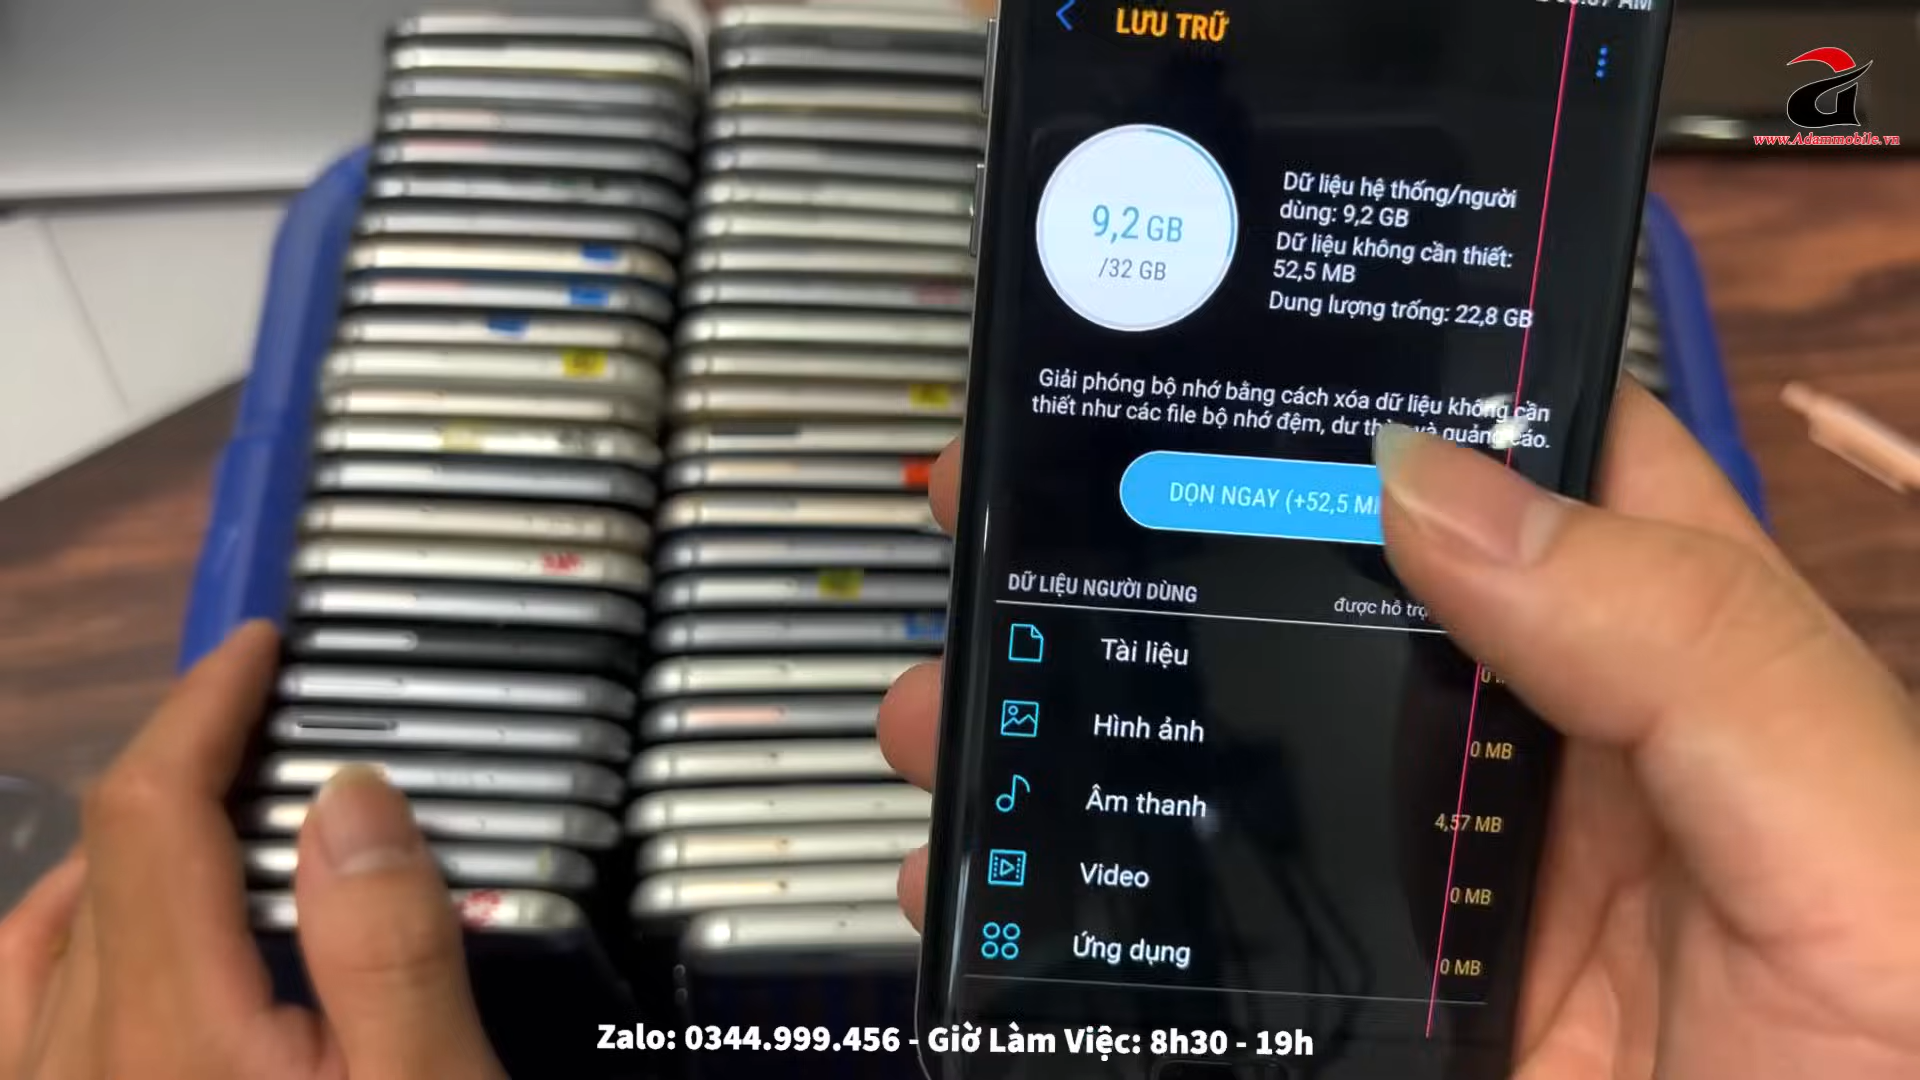 LƯU TRỮ
www.Adammobile.vn
9,2 GB
/32 GB
Dữ liệu hệ thống/người
dùng: 9,2 GB
Dữ liệu không cần thiết:
52,5 MB
Dung lượng trống: 22,8 GB
Giải phóng bộ nhớ bằng cách xóa dữ liệu không cần
thiết như các file bộ nhớ đệm, dư và quảng cáo.
DỌN NGAY (+52,5
DỮ LIỆU NGƯỜI DÙNG
được hỗ
Tài liệu
Hình ảnh
0 MB
Âm thanh
4,57 MB
Video
0 MB
Ứng dụng
0 MB
Zalo: 0344.999.456 - Giờ Làm Việc: 8h30 - 19h